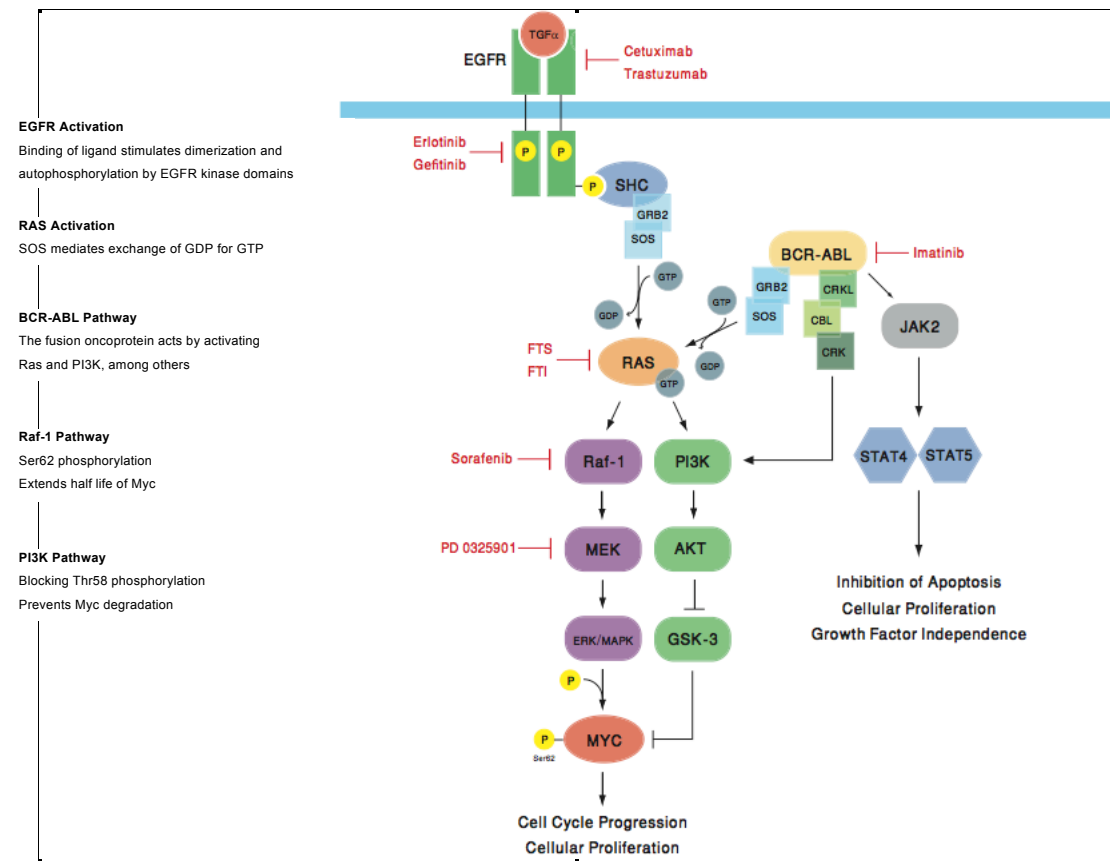 TGFα
EGFR
Cetuximab
Trastuzumab
EGFR Activation
Binding of ligand stimulates dimerization and
autophosphorylation by EGFR kinase domains
Erlotinib
Gefitinib
P
P
P
SHC
GRB2
SOS
RAS Activation
SOS mediates exchange of GDP for GTP
BCR-ABL
Imatinib
GTP
GDP
GRB2
SOS
CRKL
CBL
CRK
GTP
GDP
JAK2
BCR-ABL Pathway
The fusion oncoprotein acts by activating
Ras and PI3K, among others
FTS
FTI
RAS
GTP
Raf-1 Pathway
Ser62 phosphorylation
Extends half life of Myc
Sorafenib
Raf-1
PI3K
STAT4
STAT5
PI3K Pathway
Blocking Thr58 phosphorylation
Prevents Myc degradation
PD 0325901
MEK
AKT
Inhibition of Apoptosis
Cellular Proliferation
Growth Factor Independence
ERK/MAPK
GSK-3
P
P
Ser62
MYC
Cell Cycle Progression
Cellular Proliferation